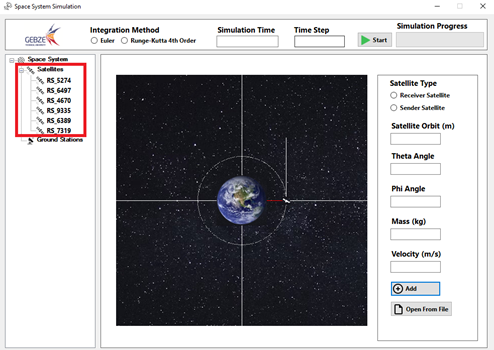 Space System Simulation
Integration Method
Euler
Runge-Kutta 4th Order
Simulation Time
Time Step
Start
Simulation Progress
GEBZE
Space System
Satellites
RS_5274
RS_6497
RS_4670
RS_9335
RS_6389
RS_7319
Ground Stations
Satellite Type
Receiver Satellite
Sender Satellite
Satellite Orbit (m)
Theta Angle
Phi Angle
Mass (kg)
Velocity (m/s)
Add
Open From File